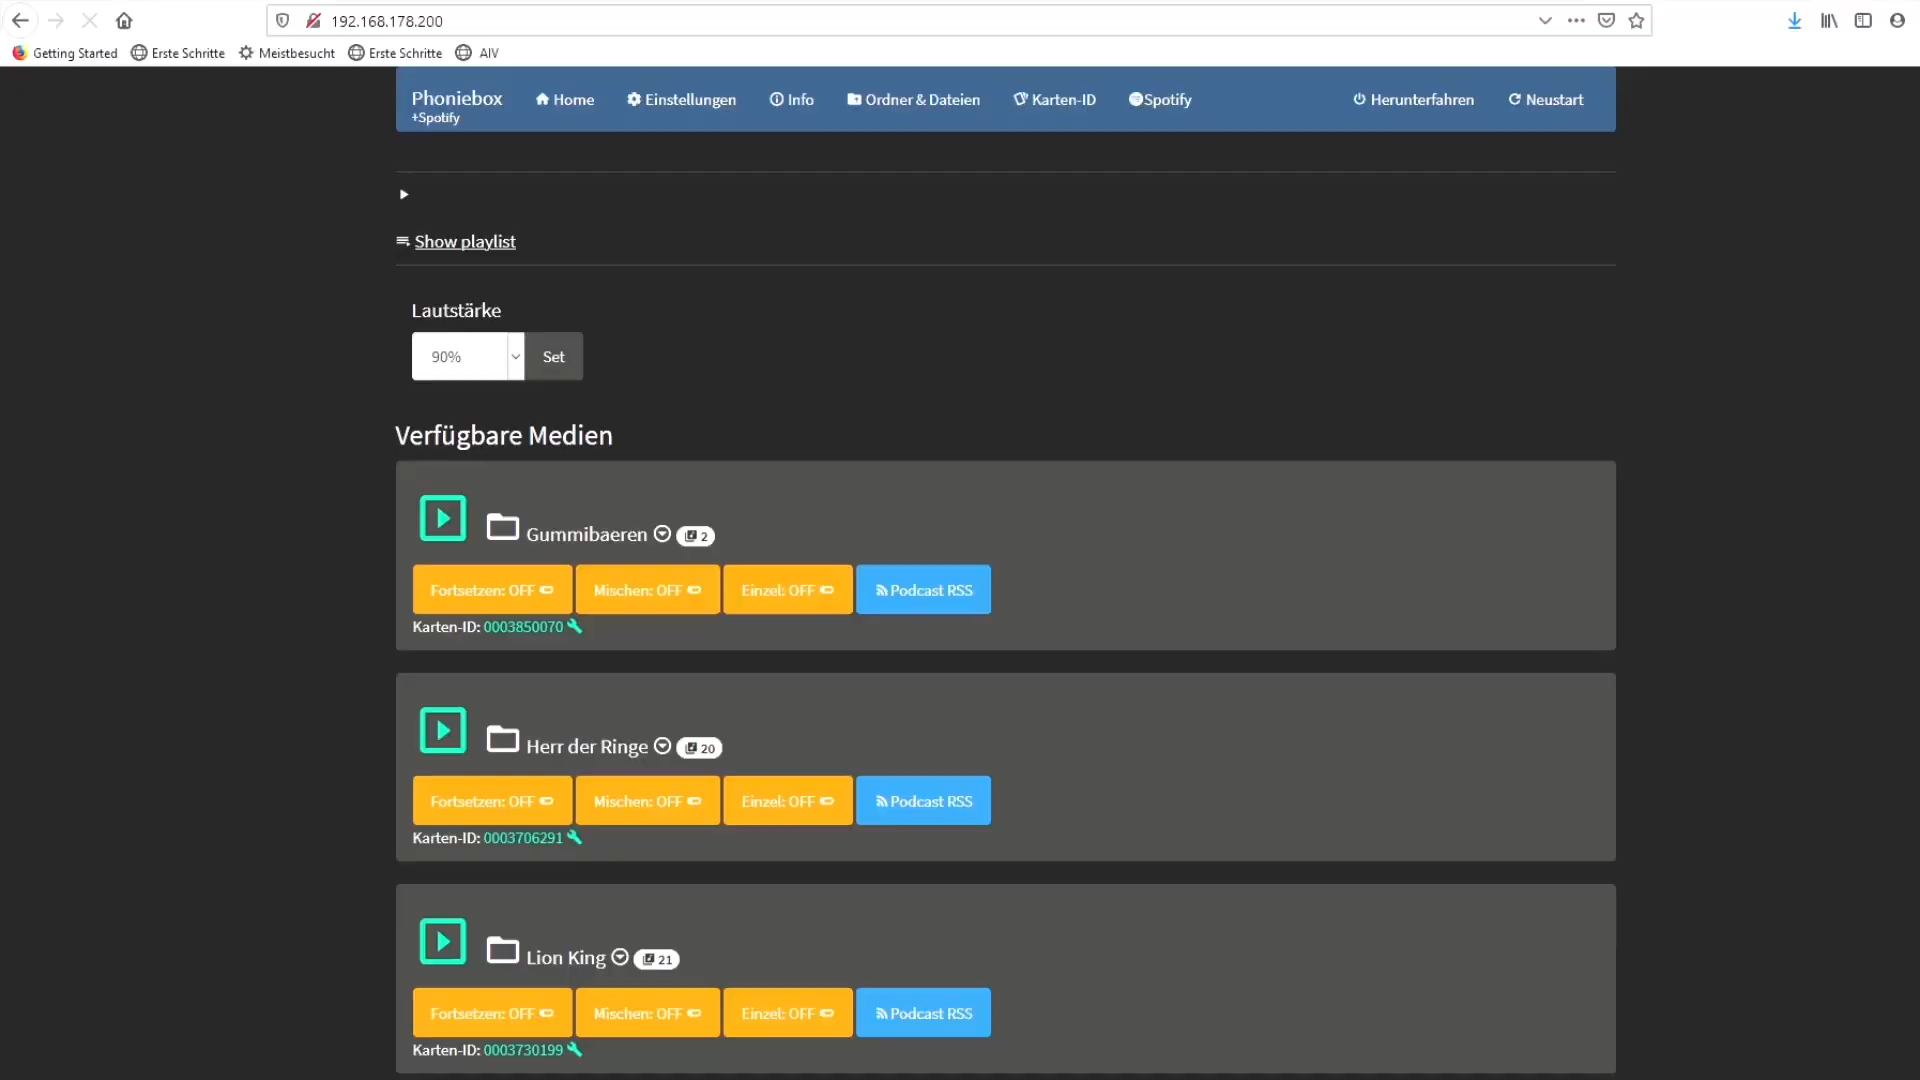 192.168.178.200
Getting Started Erste Schritte Meistbesucht Erste Schritte AIV
Phoniebox Home Einstellungen Info Ordner & Dateien Karten-ID Spotify Herunterfahren Neustart
+Spotify
Show playlist
Lautstärke
90% Set
Verfügbare Medien
Gummibaeren 2
Fortsetzen: OFF Mischen: OFF Einzel: OFF Podcast RSS
Karten-ID: 0003850070
Herr der Ringe 20
Fortsetzen: OFF Mischen: OFF Einzel: OFF Podcast RSS
Karten-ID: 0003706291
Lion King 21
Fortsetzen: OFF Mischen: OFF Einzel: OFF Podcast RSS
Karten-ID: 0003730199